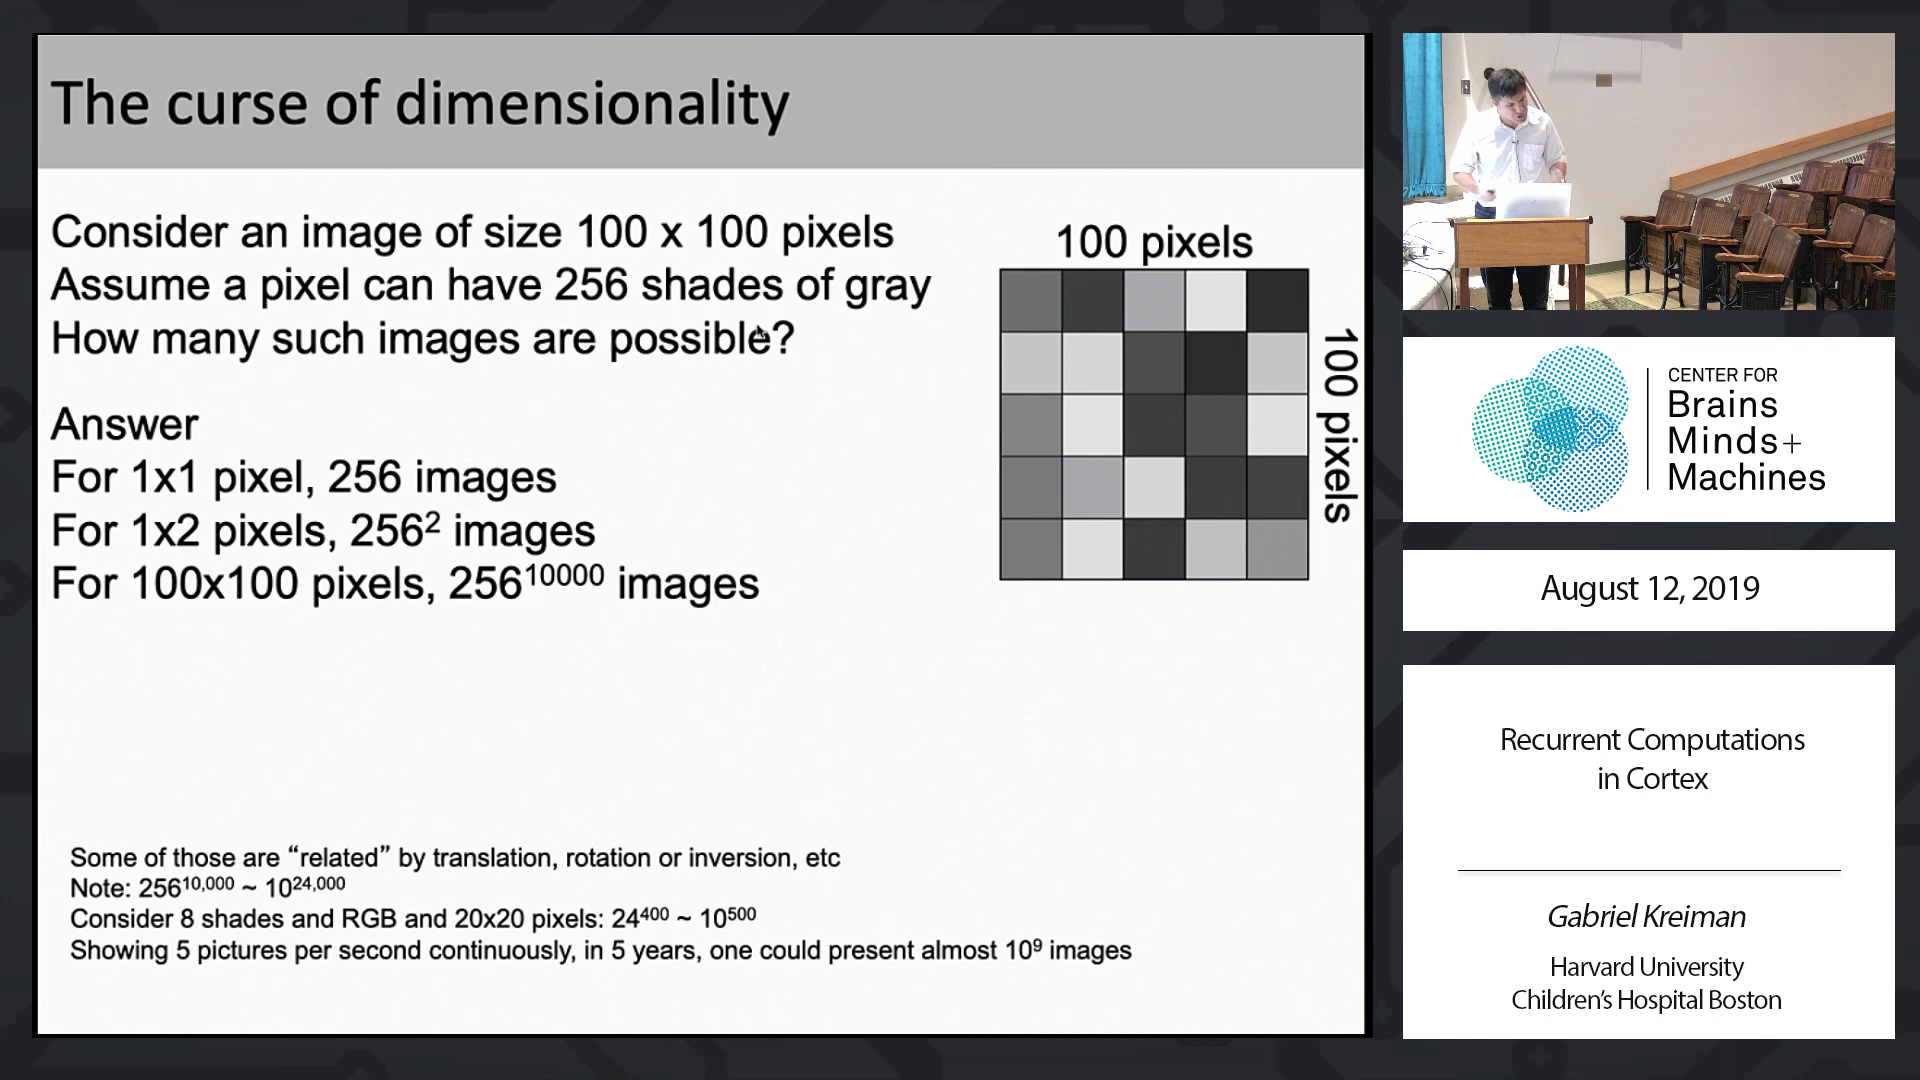 The curse of dimensionality
Consider an image of size 100 x 100 pixels
Assume a pixel can have 256 shades of gray
How many such images are possible?
Answer
For 1x1 pixel, 256 images
For 1x2 pixels, 256² images
For 100x100 pixels, 256¹⁰⁰⁰⁰ images
100 pixels
100 pixels
Some of those are “related” by translation, rotation or inversion, etc
Note: 256¹⁰,⁰⁰⁰ ~ 10²⁴,⁰⁰⁰
Consider 8 shades and RGB and 20x20 pixels: 24⁴⁰⁰ ~ 10⁵⁰⁰
Showing 5 pictures per second continuously, in 5 years, one could present almost 10⁹ images
CENTER FOR
Brains
Minds+
Machines
August 12, 2019
Recurrent Computations
in Cortex
Gabriel Kreiman
Harvard University
Children’s Hospital Boston